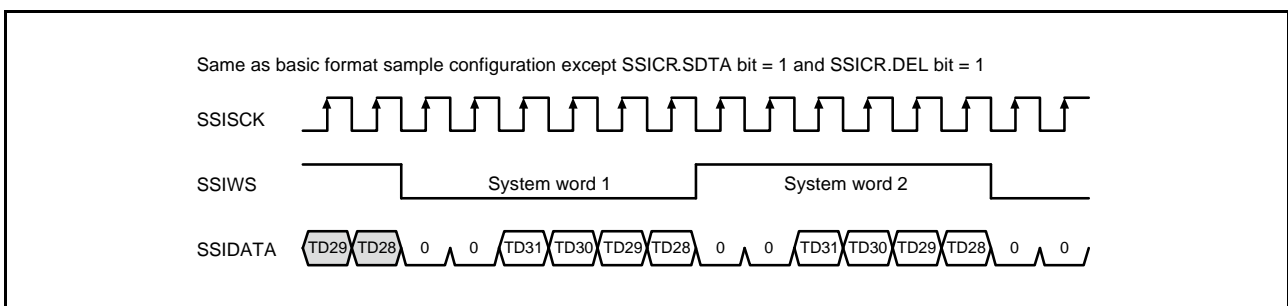 Same as basic format sample configuration except SSICR.SDTA bit = 1 and SSICR.DEL bit = 1
SSISCK
SSIWS System word 1 System word 2
SSIDATA TD29 TD28 0 0 TD31 TD30 TD29 TD28 0 0 TD31 TD30 TD29 TD28 0 0